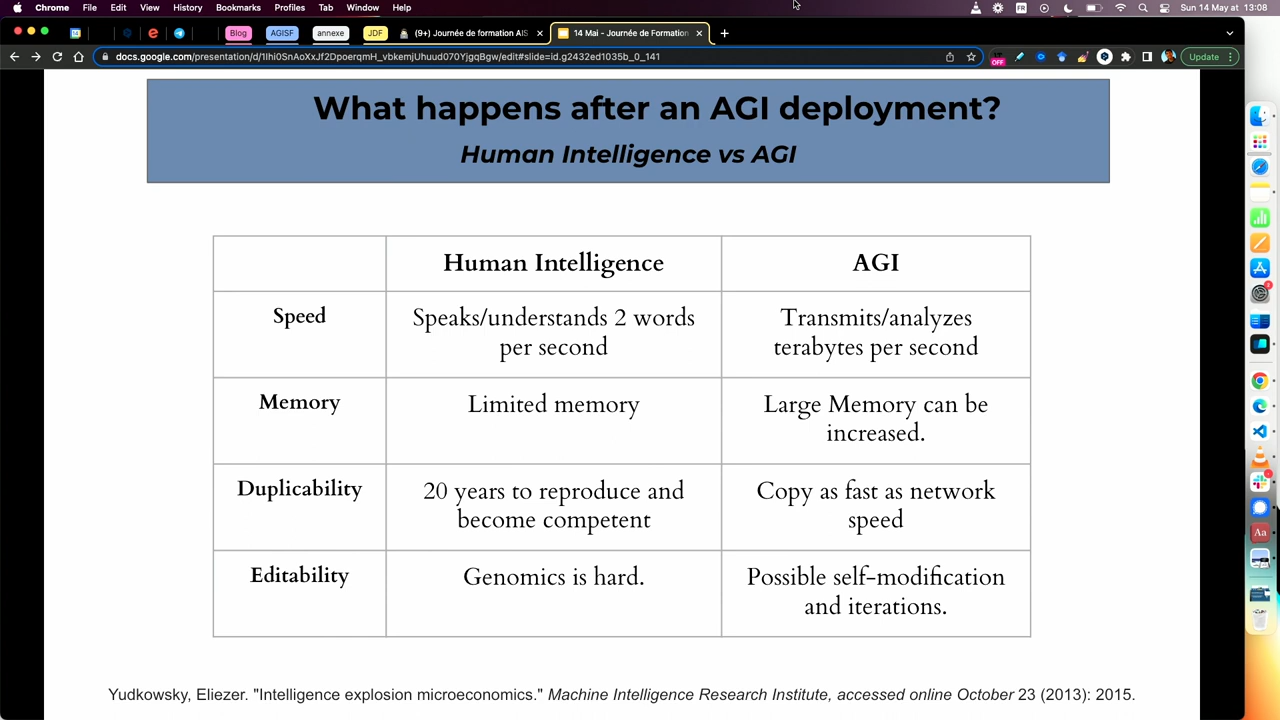 Chrome File Edit View History Bookmarks Profiles Tab Window Help
FR
Sun 14 May at 13:08
Blog
AGISF
annexe
JDF
(9+) Journée de formation AIS
14 Mai - Journée de Formation
docs.google.com/presentation/d/1Ihi0SnAoXxJf2DpoerqmH_vbkemjUhuud070YjgqBgw/edit#slide=id.g2432ed1035b_0_141
OFF
Update
What happens after an AGI deployment?
Human Intelligence vs AGI
Human Intelligence
AGI
Speed
Speaks/understands 2 words
per second
Transmits/analyzes
terabytes per second
Memory
Limited memory
Large Memory can be
increased.
Duplicability
20 years to reproduce and
become competent
Copy as fast as network
speed
Editability
Genomics is hard.
Possible self-modification
and iterations.
Aa
Yudkowsky, Eliezer. "Intelligence explosion microeconomics." Machine Intelligence Research Institute, accessed online October 23 (2013): 2015.